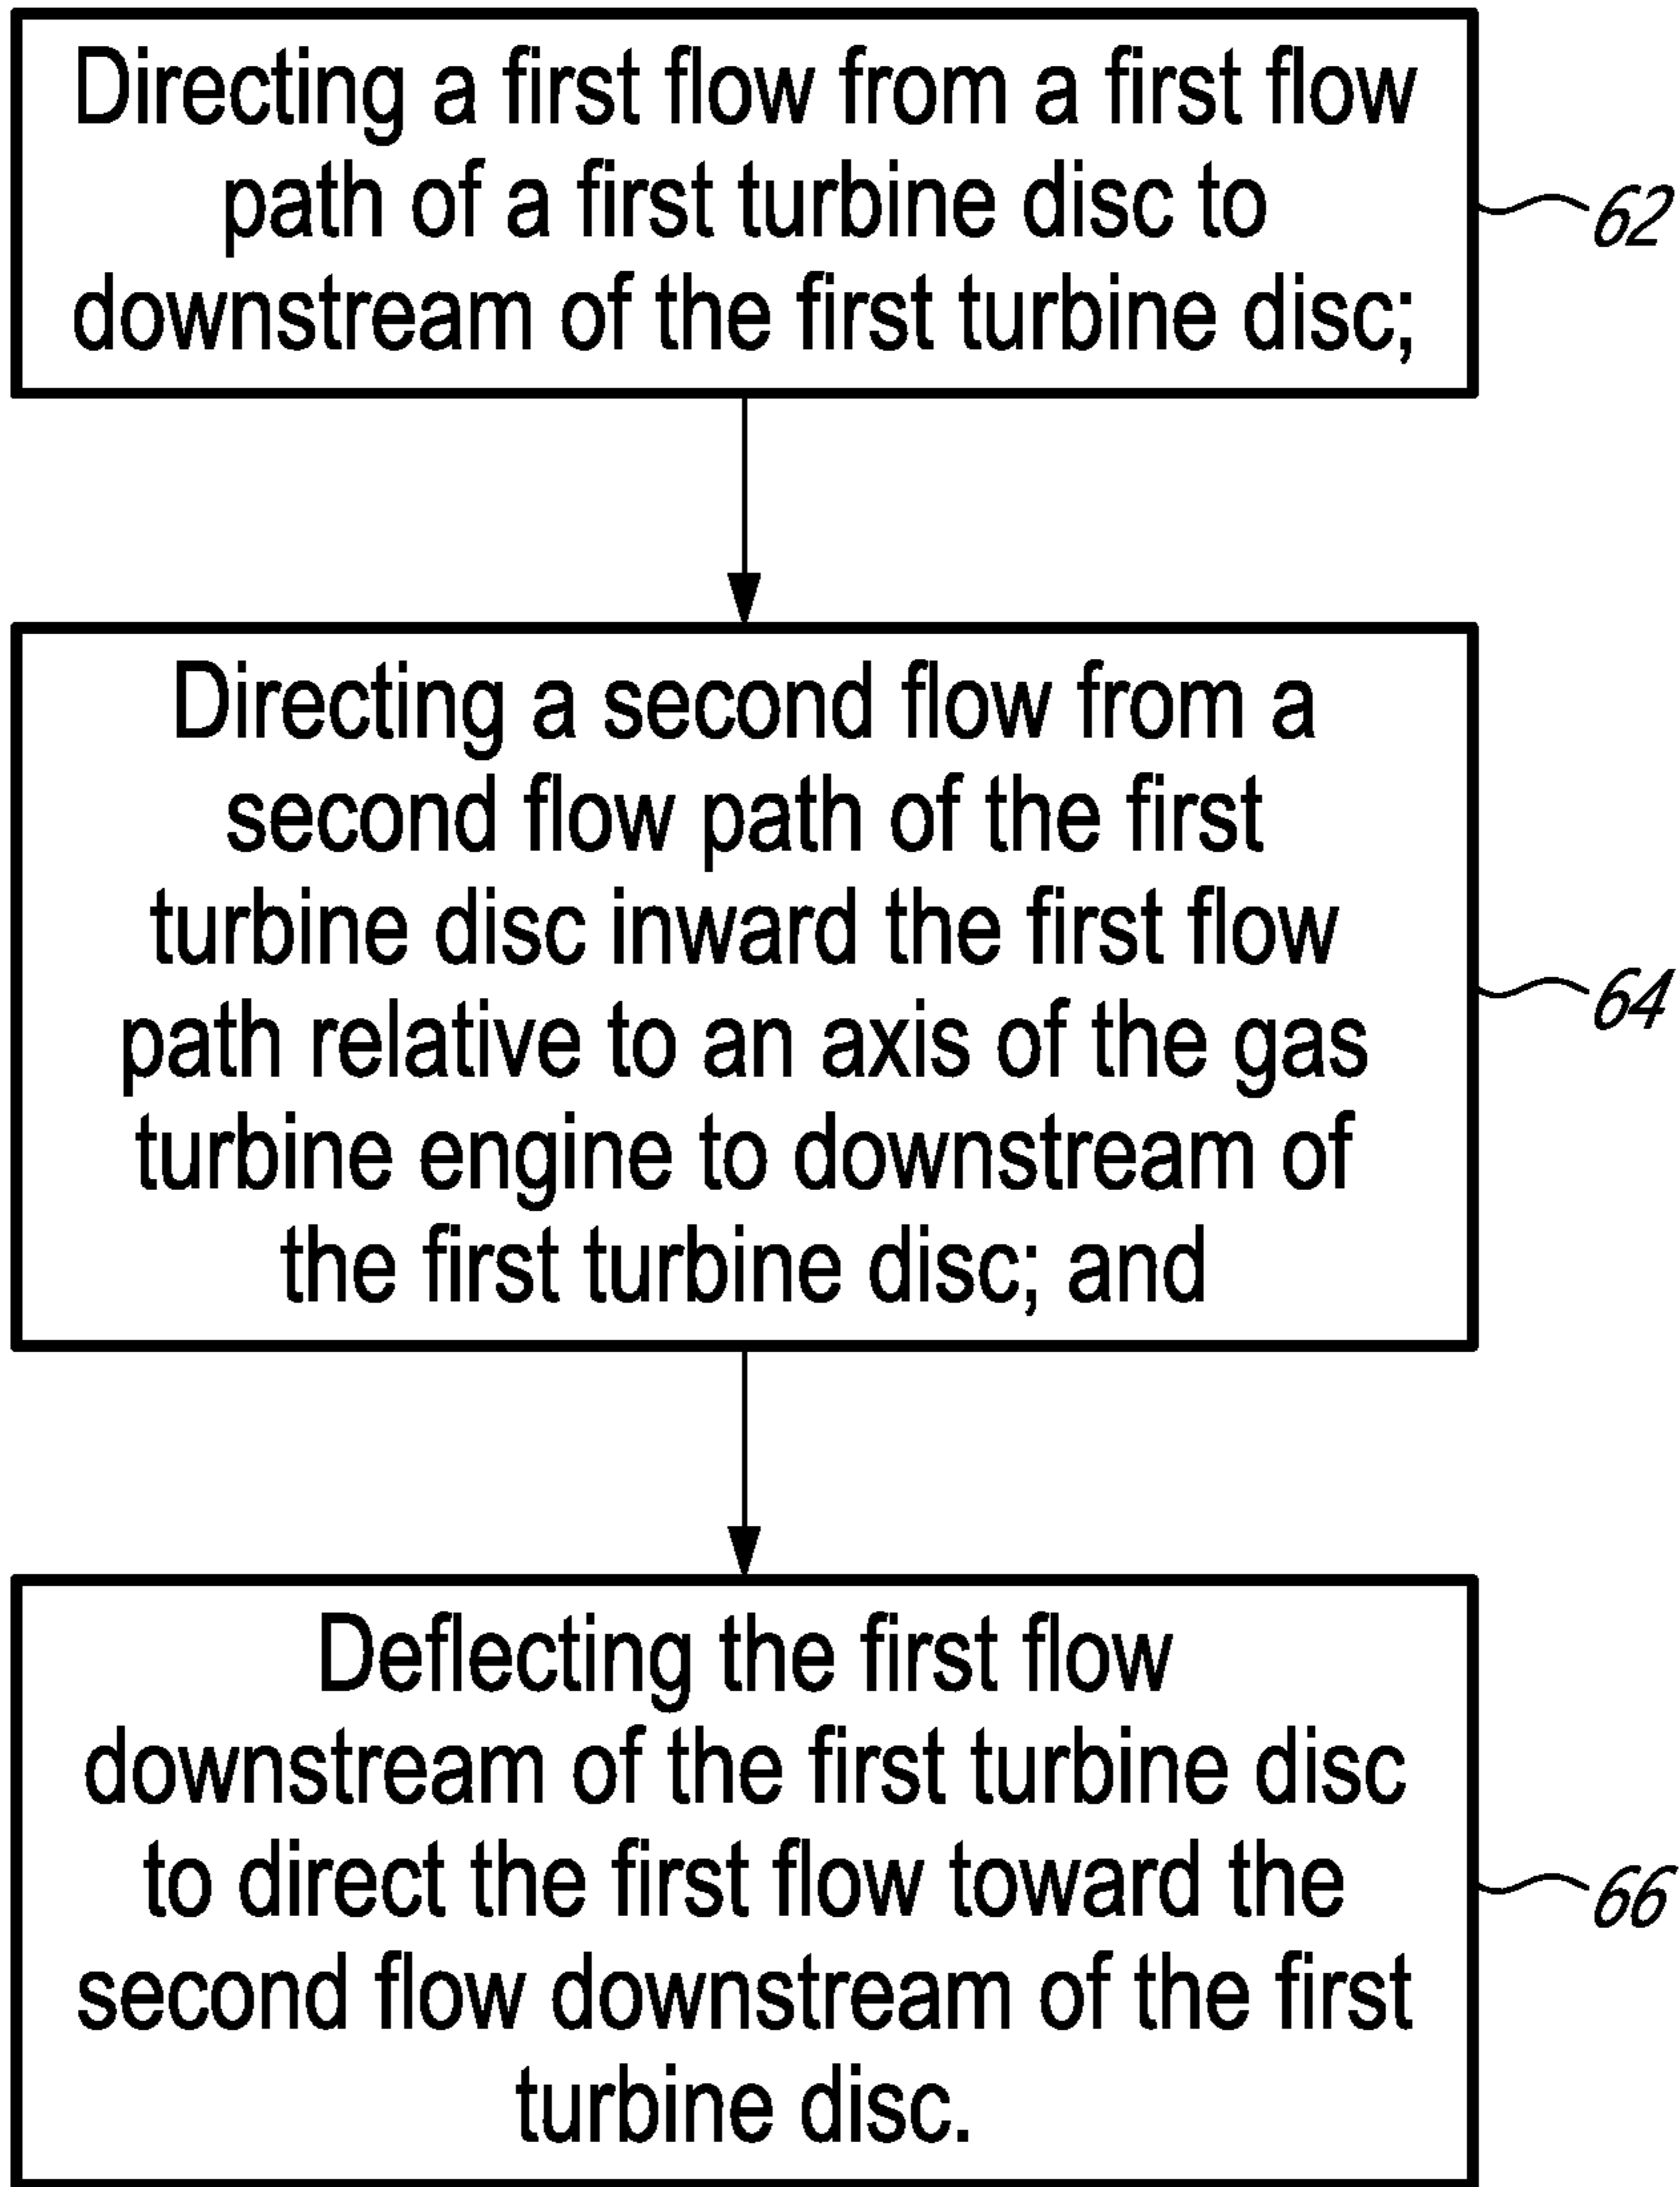 Directing a first flow from a first flow
path of a first turbine disc to
downstream of the first turbine disc;
62
Directing a second flow from a
second flow path of the first
turbine disc inward the first flow
path relative to an axis of the gas
turbine engine to downstream of
the first turbine disc; and
64
Deflecting the first flow
downstream of the first turbine disc
to direct the first flow toward the
second flow downstream of the first
turbine disc.
66